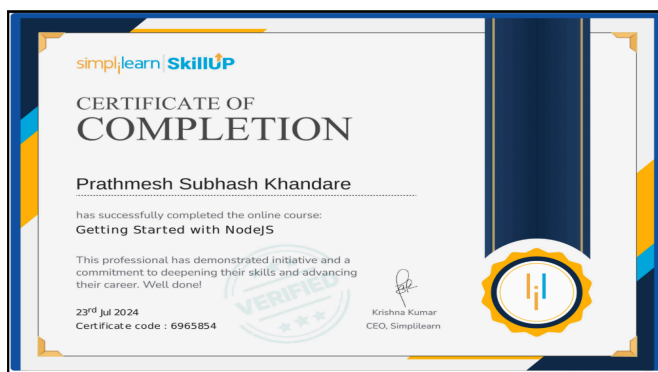 simplilearn | SkillUP
CERTIFICATE OF
COMPLETION
Prathmesh Subhash Khandare
has successfully completed the online course:
Getting Started with NodeJS
This professional has demonstrated initiative and a
commitment to deepening their skills and advancing
their career. Well done!
VERIFIED
23rd Jul 2024
Certificate code : 6965854
Krishna Kumar
CEO, Simplilearn